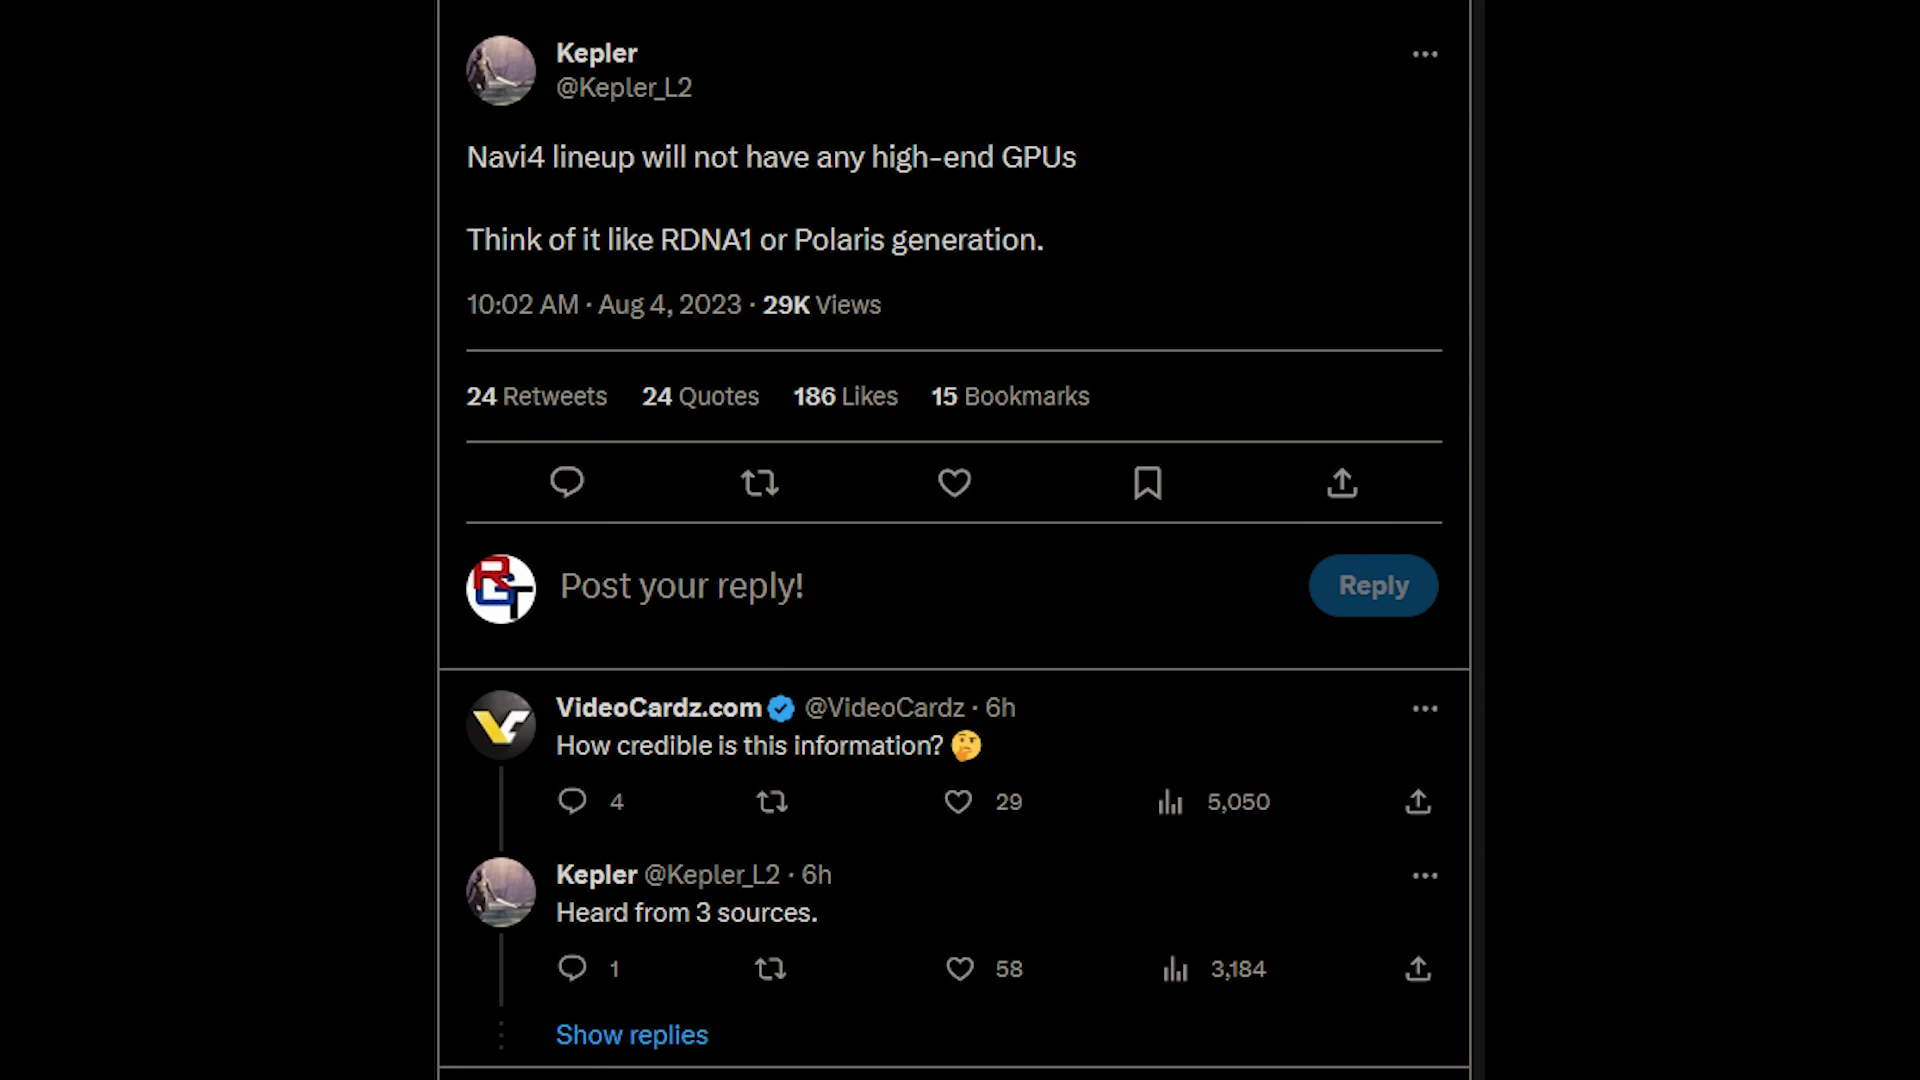 Kepler
@Kepler_L2
Navi4 lineup will not have any high-end GPUs
Think of it like RDNA1 or Polaris generation.
10:02 AM · Aug 4, 2023 · 29K Views
24 Retweets 24 Quotes 186 Likes 15 Bookmarks
RGT
Post your reply!
Reply
VideoCardz.com @VideoCardz · 6h
How credible is this information? 🤔
4 29 5,050
Kepler @Kepler_L2 · 6h
Heard from 3 sources.
1 58 3,184
Show replies